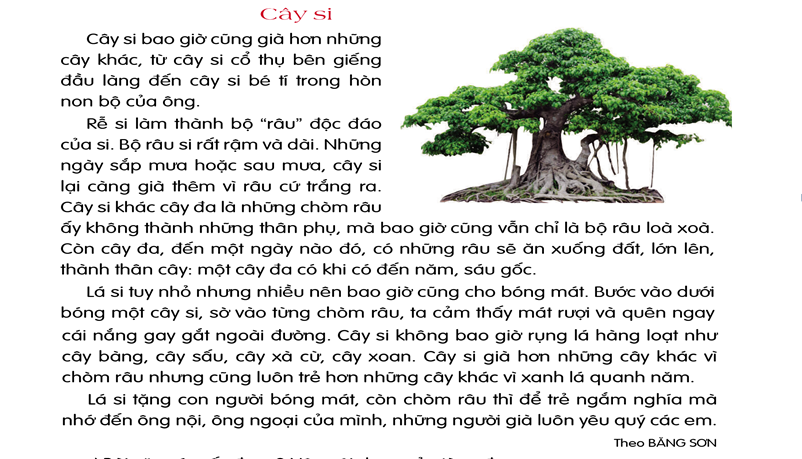 Cây si
Cây si bao giờ cũng già hơn những
cây khác, từ cây si cổ thụ bên giếng
đầu làng đến cây si bé tí trong hòn
non bộ của ông.
Rễ si làm thành bộ “râu” độc đáo
của si. Bộ râu si rất rậm và dài. Những
ngày sắp mưa hoặc sau mưa, cây si
lại càng già thêm vì râu cứ trắng ra.
Cây si khác cây đa là những chòm râu
ấy không thành những thân phụ, mà bao giờ cũng vẫn chỉ là bộ râu loà xoà.
Còn cây đa, đến một ngày nào đó, có những râu sẽ ăn xuống đất, lớn lên,
thành thân cây: một cây đa có khi có đến năm, sáu gốc.
Lá si tuy nhỏ nhưng nhiều nên bao giờ cũng cho bóng mát. Bước vào dưới
bóng một cây si, sờ vào từng chòm râu, ta cảm thấy mát rượi và quên ngay
cái nắng gay gắt ngoài đường. Cây si không bao giờ rụng lá hàng loạt như
cây bàng, cây sấu, cây xà cừ, cây xoan. Cây si già hơn những cây khác vì
chòm râu nhưng cũng luôn trẻ hơn những cây khác vì xanh lá quanh năm.
Lá si tặng con người bóng mát, còn chòm râu thì để trẻ ngắm nghía mà
nhớ đến ông nội, ông ngoại của mình, những người già luôn yêu quý các em.
Theo BĂNG SƠN